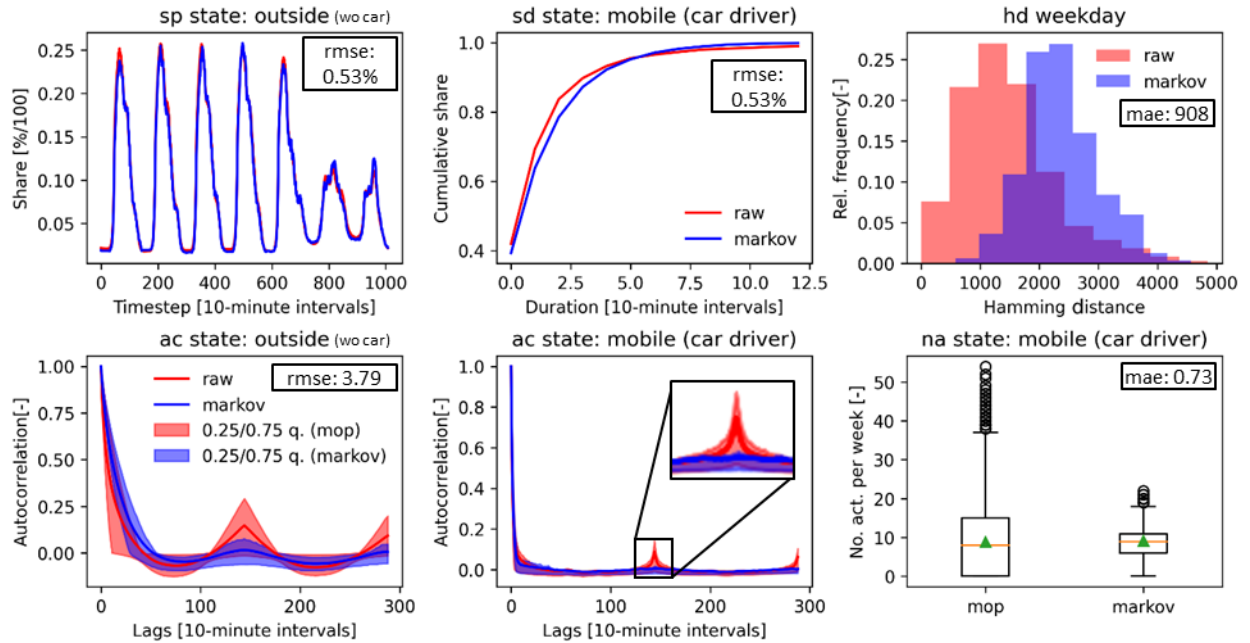 sp state: outside (wo car)
rmse:
0.53%
Share [%/100]
0.25
0.20
0.15
0.10
0.05
0
200
400
600
800
1000
Timestep [10-minute intervals]
sd state: mobile (car driver)
rmse:
0.53%
Cumulative share
1.0
0.8
0.6
0.4
raw
markov
0.0
2.5
5.0
7.5
10.0
12.5
Duration [10-minute intervals]
hd weekday
raw
markov
mae: 908
Rel. frequency[-]
0.25
0.20
0.15
0.10
0.05
0.00
0
1000
2000
3000
4000
5000
Hamming distance
ac state: outside (wo car)
rmse: 3.79
raw
markov
0.25/0.75 q. (mop)
0.25/0.75 q. (markov)
Autocorrelation[-]
1.00
0.75
0.50
0.25
0.00
0
100
200
300
Lags [10-minute intervals]
ac state: mobile (car driver)
Autocorrelation[-]
1.0
0.8
0.6
0.4
0.2
0.0
0
100
200
300
Lags [10-minute intervals]
na state: mobile (car driver)
mae: 0.73
No. act. per week [-]
50
40
30
20
10
0
mop
markov